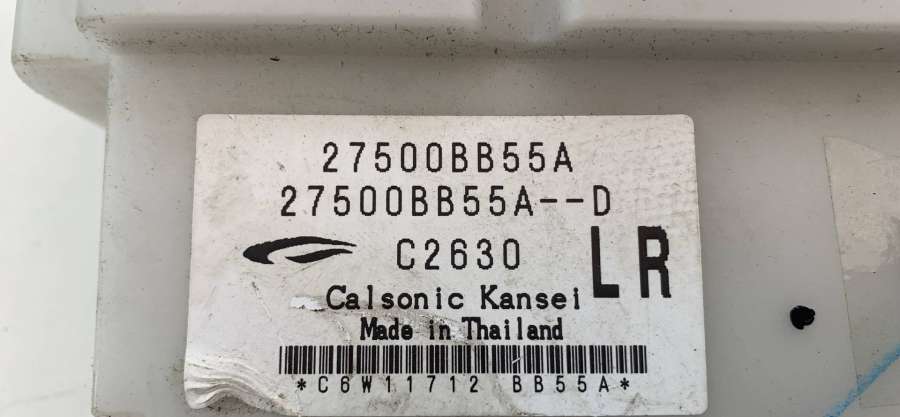 27500BB55A
27500BB55A--D
C2630 LR
Calsonic Kansei
Made in Thailand
*C6W11712 BB55A*